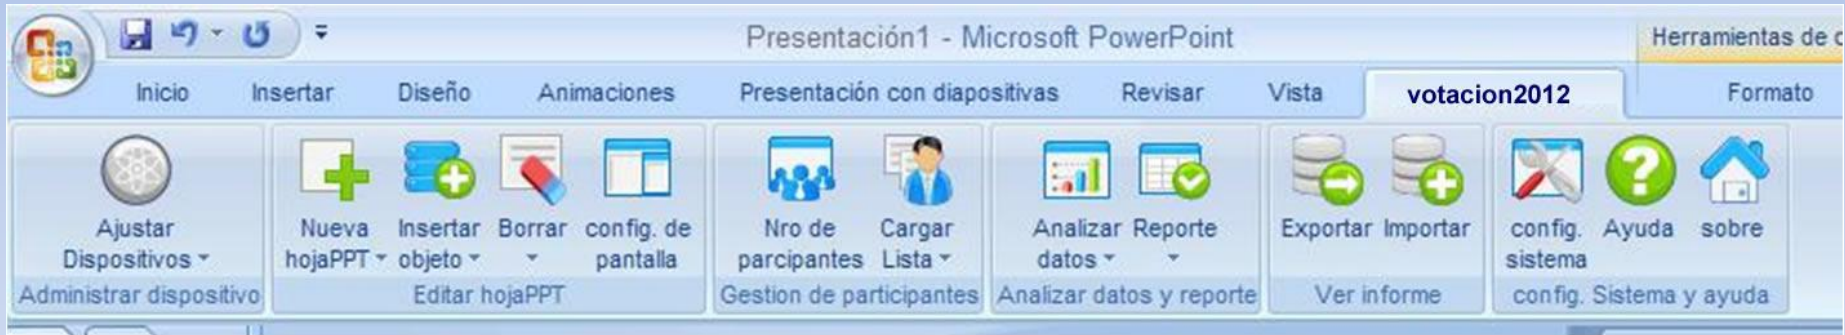 Presentación1 - Microsoft PowerPoint
Herramientas de
Inicio Insertar Diseño Animaciones Presentación con diapositivas Revisar Vista votacion2012 Formato
Ajustar Dispositivos
Nueva hojaPPT
Insertar objeto
Borrar
config. de pantalla
Nro de parcipantes
Cargar Lista
Analizar datos
Reporte
Exportar
Importar
config. sistema
Ayuda
sobre
Administrar dispositivo
Editar hojaPPT
Gestion de participantes
Analizar datos y reporte
Ver informe
config. Sistema y ayuda